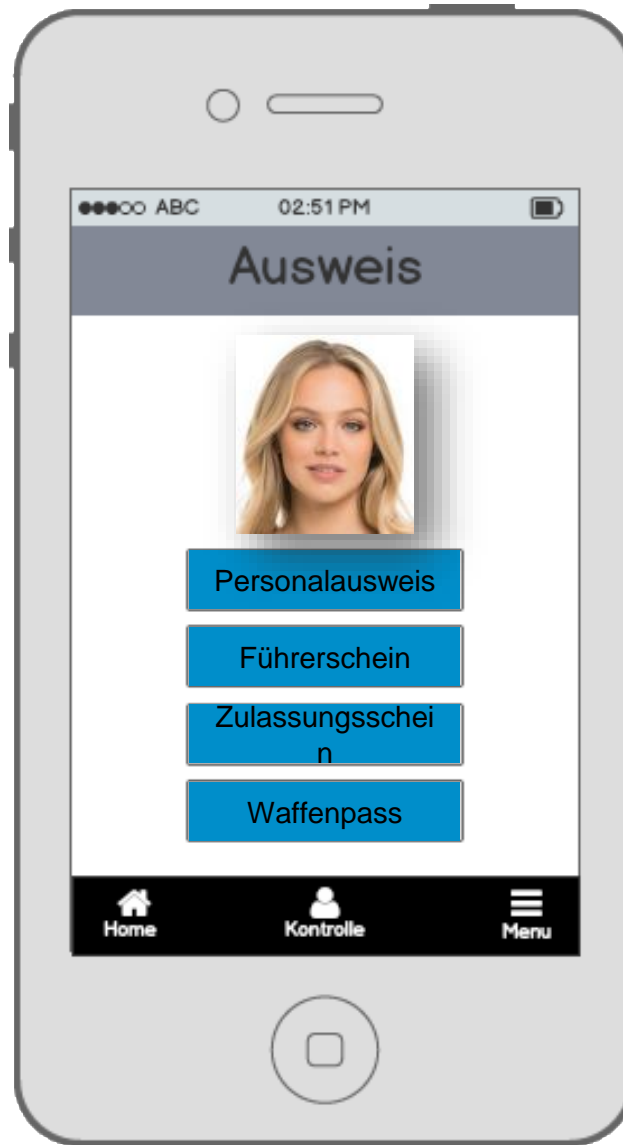 ABC 02:51 PM
Ausweis
Personalausweis
Führerschein
Zulassungsschei
n
Waffenpass
Home Kontrolle Menu